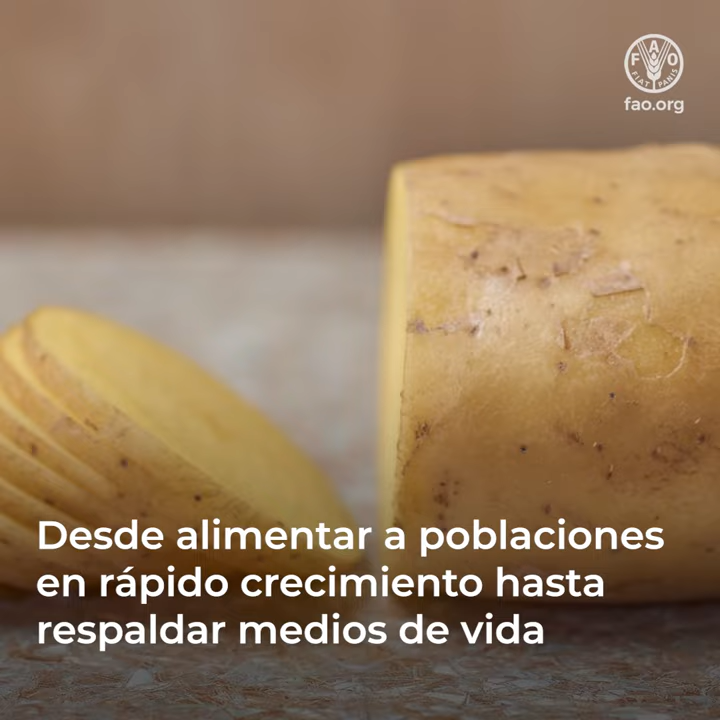 FAO
FIAT PANIS
fao.org
Desde alimentar a poblaciones
en rápido crecimiento hasta
respaldar medios de vida